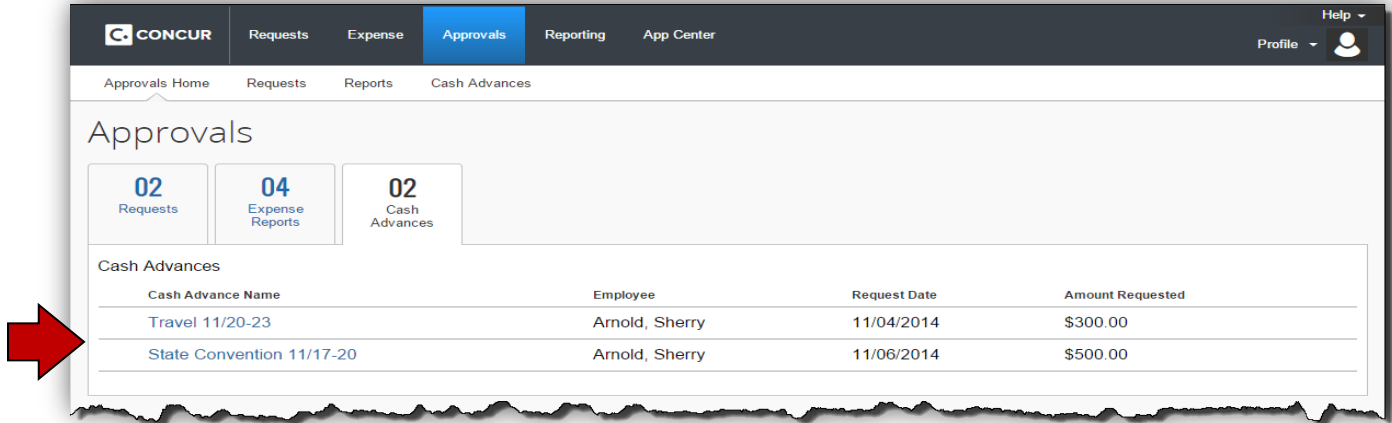 Help
C. CONCUR Requests Expense Approvals Reporting App Center
Profile
Approvals Home Requests Reports Cash Advances
Approvals
02 04 02
Requests Expense Cash
Reports Advances
Cash Advances
Cash Advance Name Employee Request Date Amount Requested
Travel 11/20-23 Arnold, Sherry 11/04/2014 $300.00
State Convention 11/17-20 Arnold, Sherry 11/06/2014 $500.00